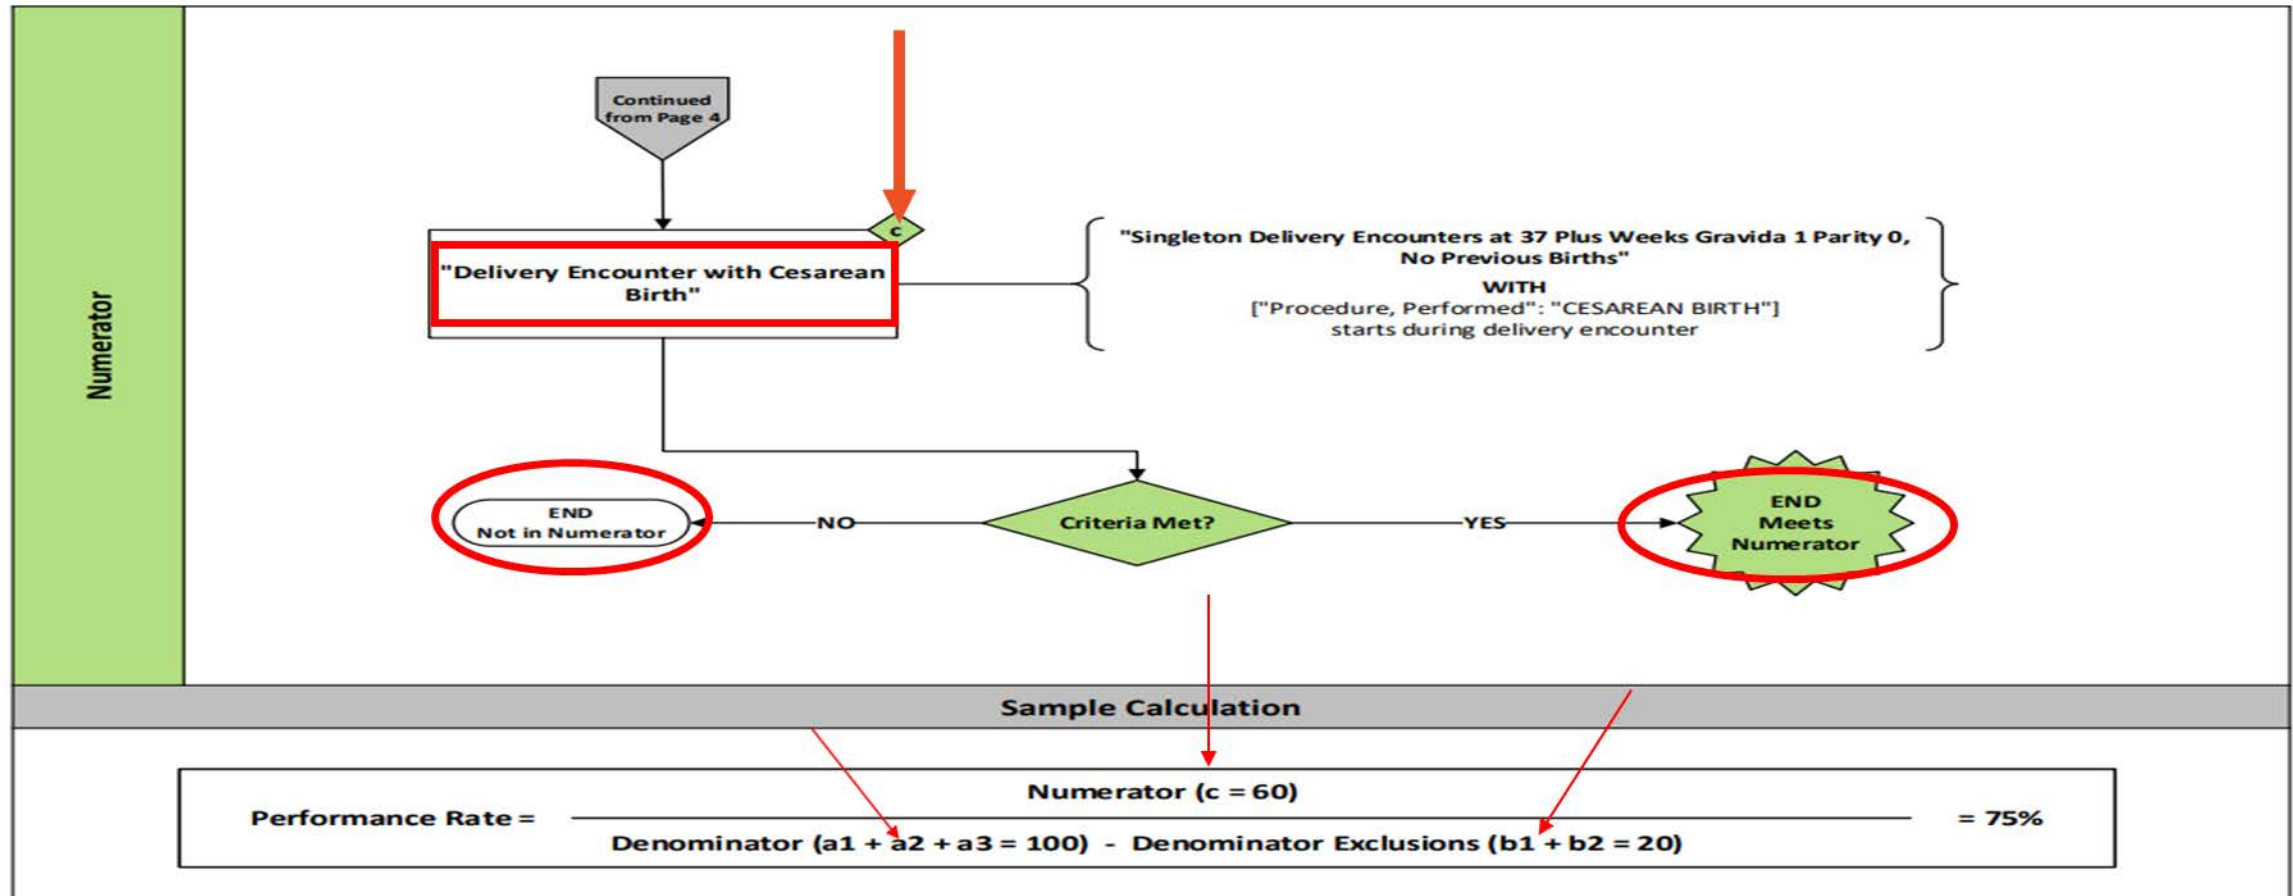 Numerator
Continued
from Page 4
c
"Delivery Encounter with Cesarean
Birth"
"Singleton Delivery Encounters at 37 Plus Weeks Gravida 1 Parity 0,
No Previous Births"
WITH
["Procedure, Performed": "CESAREAN BIRTH"]
starts during delivery encounter
END
Not in Numerator
NO
Criteria Met?
YES
END
Meets
Numerator
Sample Calculation
Numerator (c = 60)
Performance Rate =
= 75%
Denominator (a1 + a2 + a3 = 100) - Denominator Exclusions (b1 + b2 = 20)